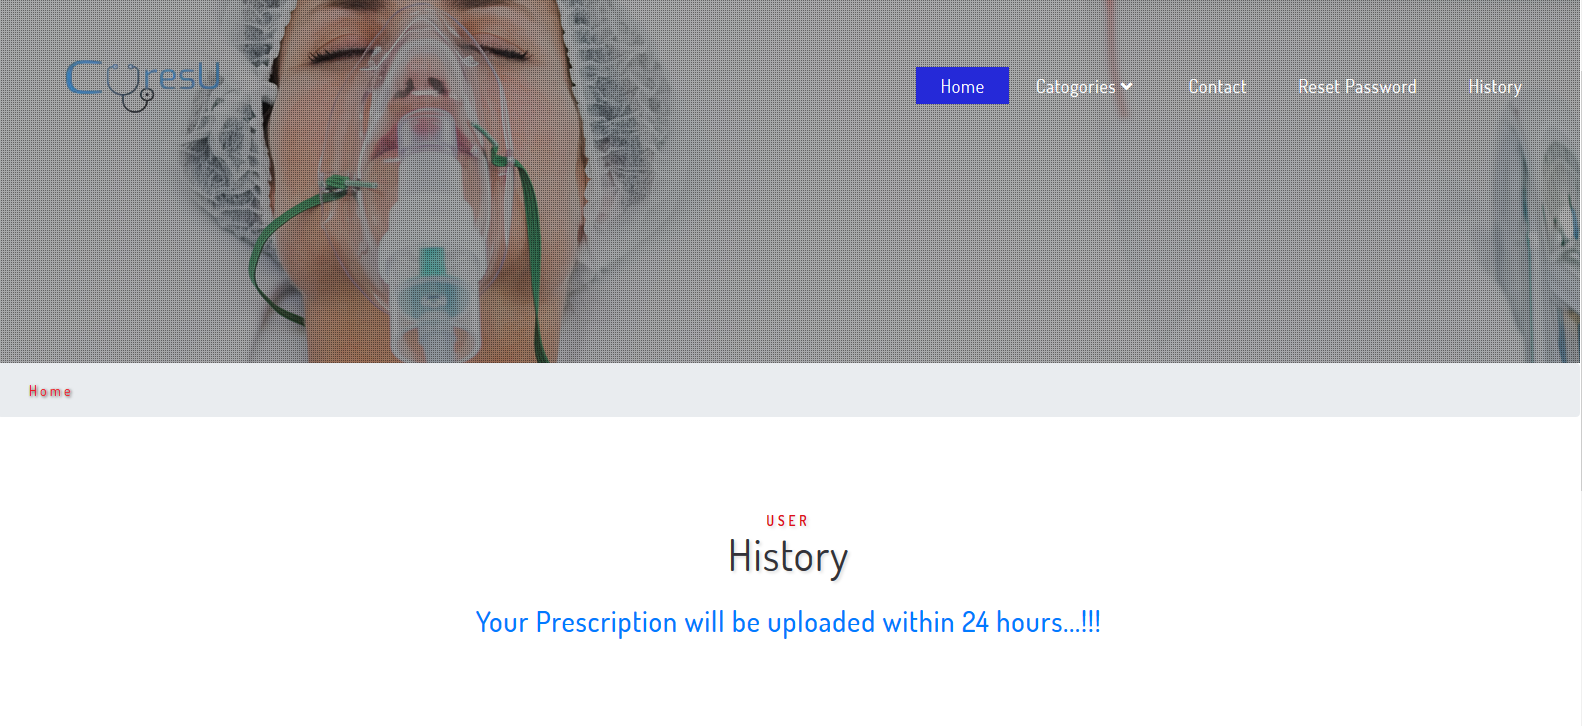 CuresU
Home Catogories Contact Reset Password History
Home
USER
History
Your Prescription will be uploaded within 24 hours...!!!